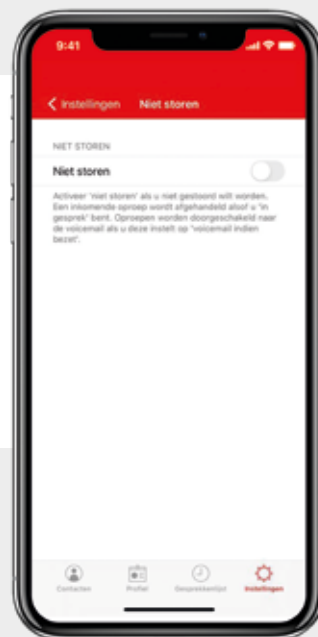 9:41
Instellingen Niet storen
NIET STOREN
Niet storen
Activeer 'niet storen' als u niet gestoord wilt worden.
Een inkomende oproep wordt afgehandeld alsof u 'in
gesprek' bent. Oproepen worden doorgeschakeld naar
de voicemail als u deze instelt op 'voicemail indien
bezet'.
Contacten Profiel Gesprekkenlijst Instellingen